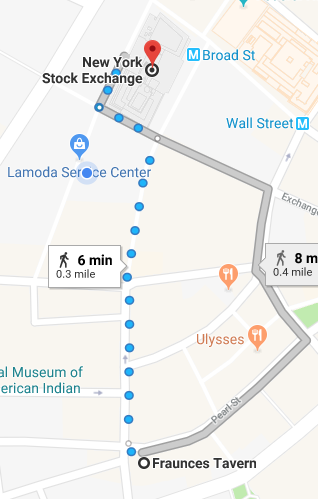 New York
Stock Exchange
Broad St
M
Wall Street M
Lamoda Service Center
Exchange
6 min
0.3 mile
8 m
0.4 mile
Ulysses
al Museum of
erican Indian
Pearl St
Fraunces Tavern